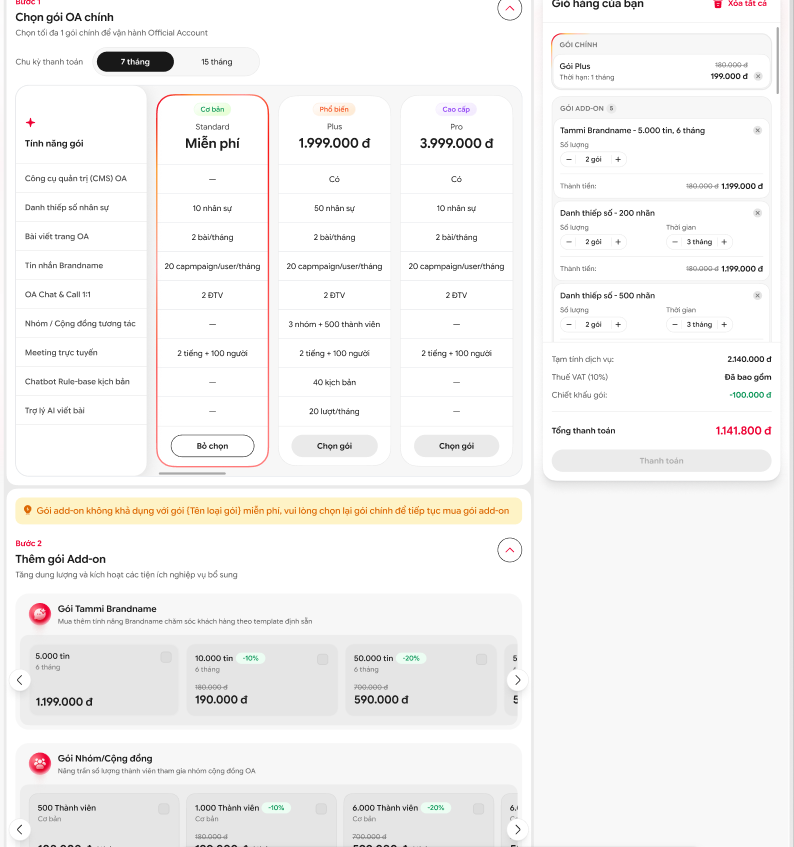 Bước 1
Chọn gói OA chính
Chọn tối đa 1 gói chính để vận hành Official Account
Chu kỳ thanh toán
7 tháng
15 tháng
Tính năng gói
Cơ bản
Standard
Miễn phí
Phổ biến
Plus
1.999.000 đ
Cao cấp
Pro
3.999.000 đ
Công cụ quản trị (CMS) OA — Có Có
Danh thiếp số nhân sự 10 nhân sự 50 nhân sự 10 nhân sự
Bài viết trang OA 2 bài/tháng 2 bài/tháng 2 bài/tháng
Tin nhắn Brandname 20 capmpaign/user/tháng 20 capmpaign/user/tháng 20 capmpaign/user/tháng
OA Chat & Call 1:1 2 ĐTV 2 ĐTV 2 ĐTV
Nhóm / Cộng đồng tương tác — 3 nhóm + 500 thành viên —
Meeting trực tuyến 2 tiếng + 100 người 2 tiếng + 100 người 2 tiếng + 100 người
Chatbot Rule-base kịch bản — 40 kịch bản —
Trợ lý AI viết bài — 20 lượt/tháng —
Bỏ chọn Chọn gói Chọn gói
Gói add-on không khả dụng với gói {Tên loại gói} miễn phí, vui lòng chọn lại gói chính để tiếp tục mua gói add-on
Bước 2
Thêm gói Add-on
Tăng dung lượng và kích hoạt các tiện ích nghiệp vụ bổ sung
Gói Tammi Brandname
Mua thêm tính năng Brandname chăm sóc khách hàng theo template định sẵn
5.000 tin
6 tháng
1.199.000 đ
10.000 tin -10%
6 tháng
180.000 đ
190.000 đ
50.000 tin -20%
6 tháng
700.000 đ
590.000 đ
Gói Nhóm/Cộng đồng
Nâng trần số lượng thành viên tham gia nhóm cộng đồng OA
500 Thành viên
Cơ bản
1.000 Thành viên -10%
Cơ bản
180.000 đ
6.000 Thành viên -20%
Cơ bản
700.000 đ
Giỏ hàng của bạn
Xóa tất cả
GÓI CHÍNH
Gói Plus 180.000 đ
Thời hạn: 1 tháng 199.000 đ
GÓI ADD-ON 5
Tammi Brandname - 5.000 tin, 6 tháng
Số lượng
− 2 gói +
Thành tiền: 180.000 đ 1.199.000 đ
Danh thiếp số - 200 nhãn
Số lượng Thời gian
− 2 gói + − 3 tháng +
Thành tiền: 180.000 đ 1.199.000 đ
Danh thiếp số - 500 nhãn
Số lượng Thời gian
− 2 gói + − 3 tháng +
Tạm tính dịch vụ: 2.140.000 đ
Thuế VAT (10%) Đã bao gồm
Chiết khấu gói: -100.000 đ
Tổng thanh toán 1.141.800 đ
Thanh toán